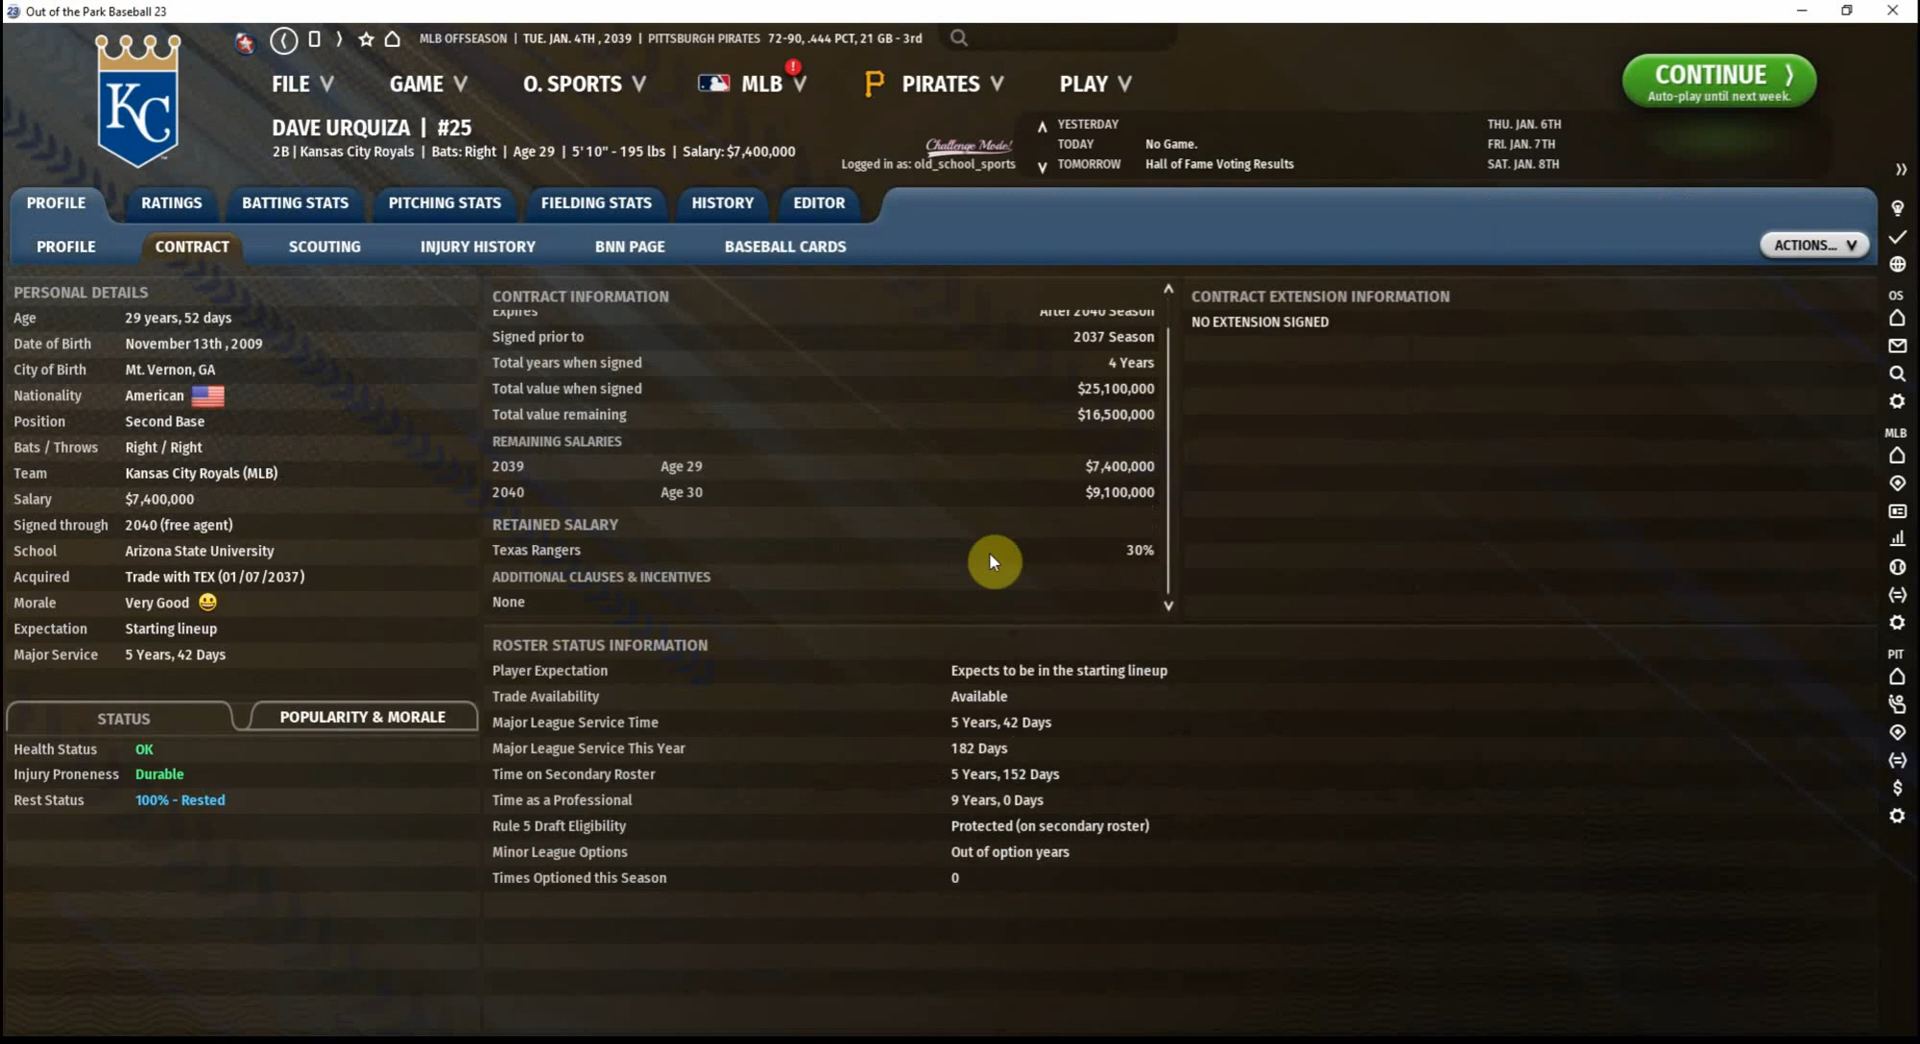 23 Out of the Park Baseball 23
MLB OFFSEASON | TUE. JAN. 4TH , 2039 | PITTSBURGH PIRATES 72-90, .444 PCT, 21 GB - 3rd
FILE GAME O. SPORTS MLB ! P PIRATES PLAY
CONTINUE
Auto-play until next week.
KC
DAVE URQUIZA | #25
2B | Kansas City Royals | Bats: Right | Age 29 | 5' 10" - 195 lbs | Salary: $7,400,000
Challenge Mode!
Logged in as: old_school_sports
YESTERDAY
TODAY No Game.
TOMORROW Hall of Fame Voting Results
THU. JAN. 6TH
FRI. JAN. 7TH
SAT. JAN. 8TH
PROFILE RATINGS BATTING STATS PITCHING STATS FIELDING STATS HISTORY EDITOR
PROFILE CONTRACT SCOUTING INJURY HISTORY BNN PAGE BASEBALL CARDS
ACTIONS...
PERSONAL DETAILS
Age 29 years, 52 days
Date of Birth November 13th , 2009
City of Birth Mt. Vernon, GA
Nationality American
Position Second Base
Bats / Throws Right / Right
Team Kansas City Royals (MLB)
Salary $7,400,000
Signed through 2040 (free agent)
School Arizona State University
Acquired Trade with TEX (01/07/2037)
Morale Very Good
Expectation Starting lineup
Major Service 5 Years, 42 Days
STATUS POPULARITY & MORALE
Health Status OK
Injury Proneness Durable
Rest Status 100% - Rested
CONTRACT INFORMATION
Expires After 2040 Season
Signed prior to 2037 Season
Total years when signed 4 Years
Total value when signed $25,100,000
Total value remaining $16,500,000
REMAINING SALARIES
2039 Age 29 $7,400,000
2040 Age 30 $9,100,000
RETAINED SALARY
Texas Rangers 30%
ADDITIONAL CLAUSES & INCENTIVES
None
CONTRACT EXTENSION INFORMATION
NO EXTENSION SIGNED
ROSTER STATUS INFORMATION
Player Expectation Expects to be in the starting lineup
Trade Availability Available
Major League Service Time 5 Years, 42 Days
Major League Service This Year 182 Days
Time on Secondary Roster 5 Years, 152 Days
Time as a Professional 9 Years, 0 Days
Rule 5 Draft Eligibility Protected (on secondary roster)
Minor League Options Out of option years
Times Optioned this Season 0
OS
MLB
PIT
$